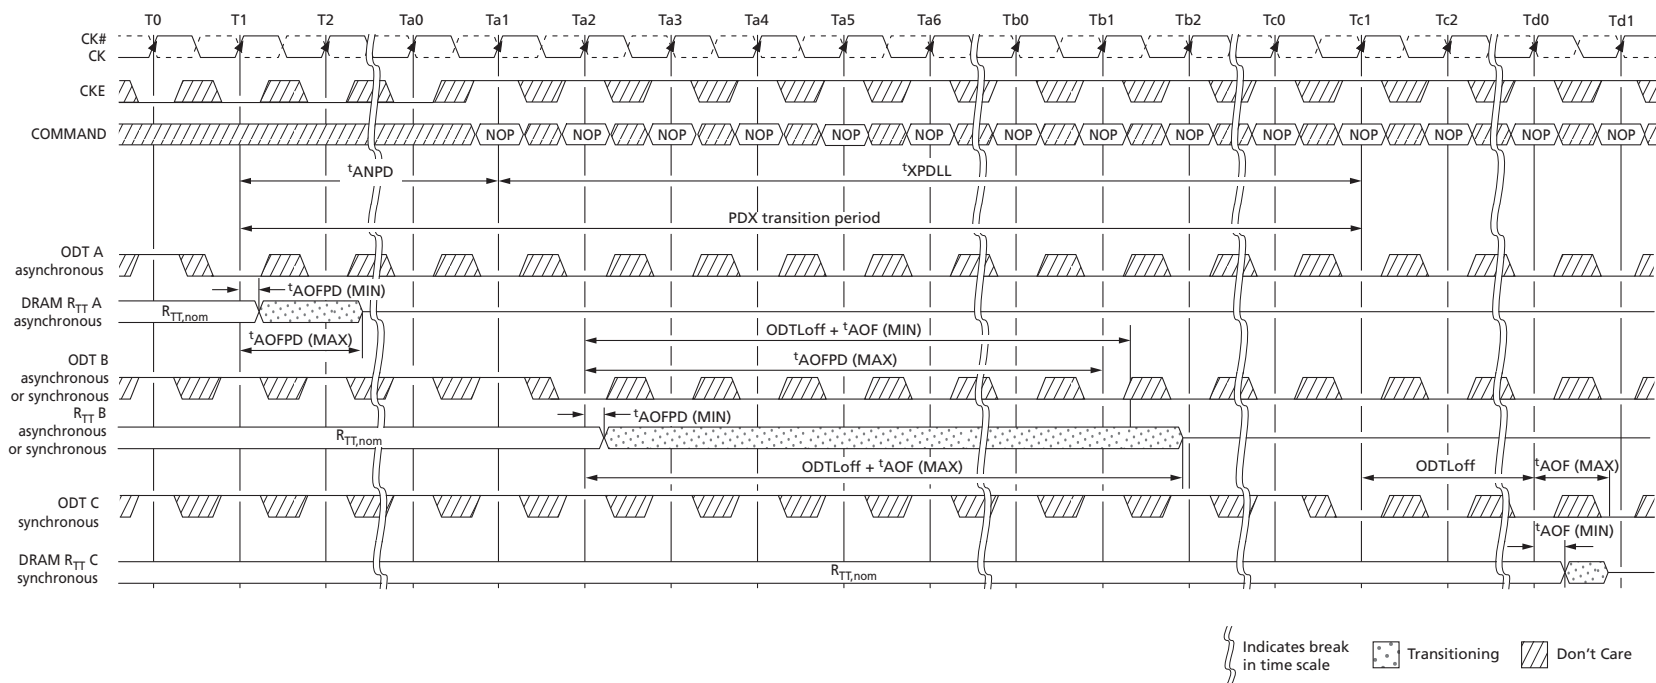 T0 T1 T2 Ta0 Ta1 Ta2 Ta3 Ta4 Ta5 Ta6 Tb0 Tb1 Tb2 Tc0 Tc1 Tc2 Td0 Td1
CK#
CK
CKE
COMMAND NOP NOP NOP NOP NOP NOP NOP NOP NOP NOP NOP NOP NOP NOP
tANPD tXPDLL
PDX transition period
ODT A
asynchronous
tAOFPD (MIN)
DRAM RTT A
asynchronous
RTT,nom
tAOFPD (MAX)
ODTLoff + tAOF (MIN)
tAOFPD (MAX)
ODT B
asynchronous
or synchronous
tAOFPD (MIN)
RTT B
asynchronous
or synchronous
RTT,nom
ODTLoff + tAOF (MAX) ODTLoff tAOF (MAX)
ODT C
synchronous
tAOF (MIN)
DRAM RTT C
synchronous
RTT,nom
Indicates break
in time scale
Transitioning
Don't Care